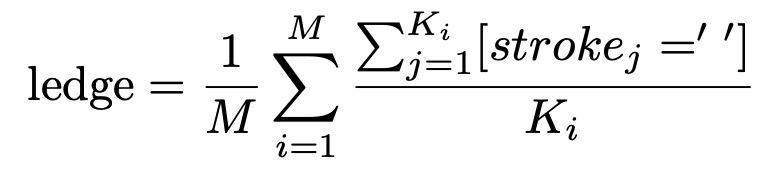 ledge = \frac{1}{M} \sum_{i=1}^{M} \frac{\sum_{j=1}^{K_i} [stroke_j =' ']}{K_i}